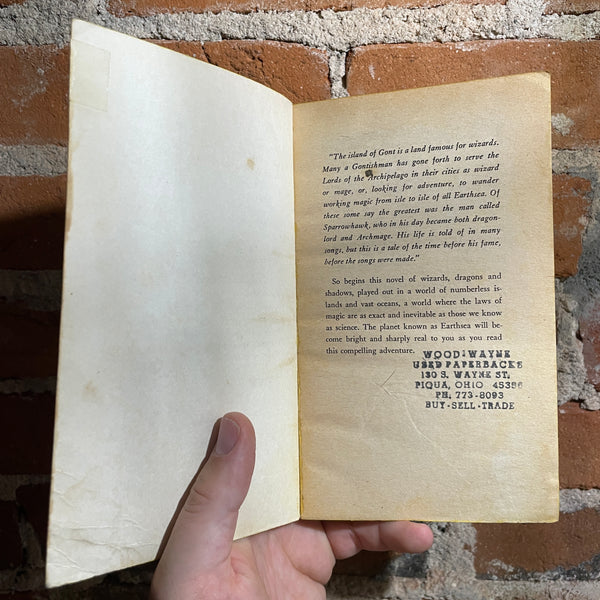 "The island of Gont is a land famous for wizards.
Many a Gontishman has gone forth to serve the
Lords of the Archipelago in their cities as wizard
or mage, or, looking for adventure, to wander
working magic from isle to isle of all Earthsea. Of
these some say the greatest was the man called
Sparrowhawk, who in his day became both dragon-
lord and Archmage. His life is told of in many
songs, but this is a tale of the time before his fame,
before the songs were made."
So begins this novel of wizards, dragons and
shadows, played out in a world of numberless is-
lands and vast oceans, a world where the laws of
magic are as exact and inevitable as those we know
as science. The planet known as Earthsea will be-
come bright and sharply real to you as you read
this compelling adventure.
WOOD-WAYNE
USED PAPERBACKS
130 S. WAYNE ST.
PIQUA, OHIO 45356
PH. 773-8093
BUY-SELL-TRADE